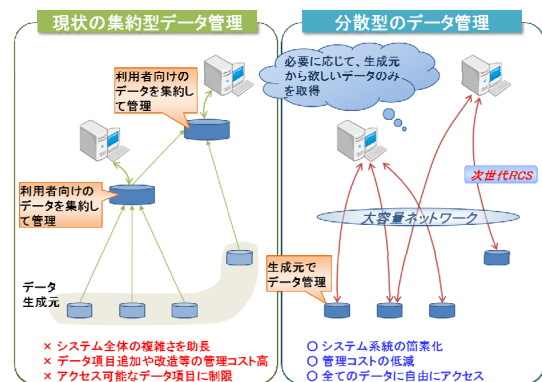 現状の集約型データ管理
利用者向けの
データを集約し
て管理
利用者向けの
データを集約し
て管理
データ
生成元
× システム全体の複雑さを助長
× データ項目追加や改造等の管理コスト高
× アクセス可能なデータ項目に制限
分散型のデータ管理
必要に応じて、生成元
から欲しいデータのみ
を取得
次世代RCS
大容量ネットワーク
生成元で
データ管理
○ システム系統の簡素化
○ 管理コストの低減
○ 全てのデータに自由にアクセス